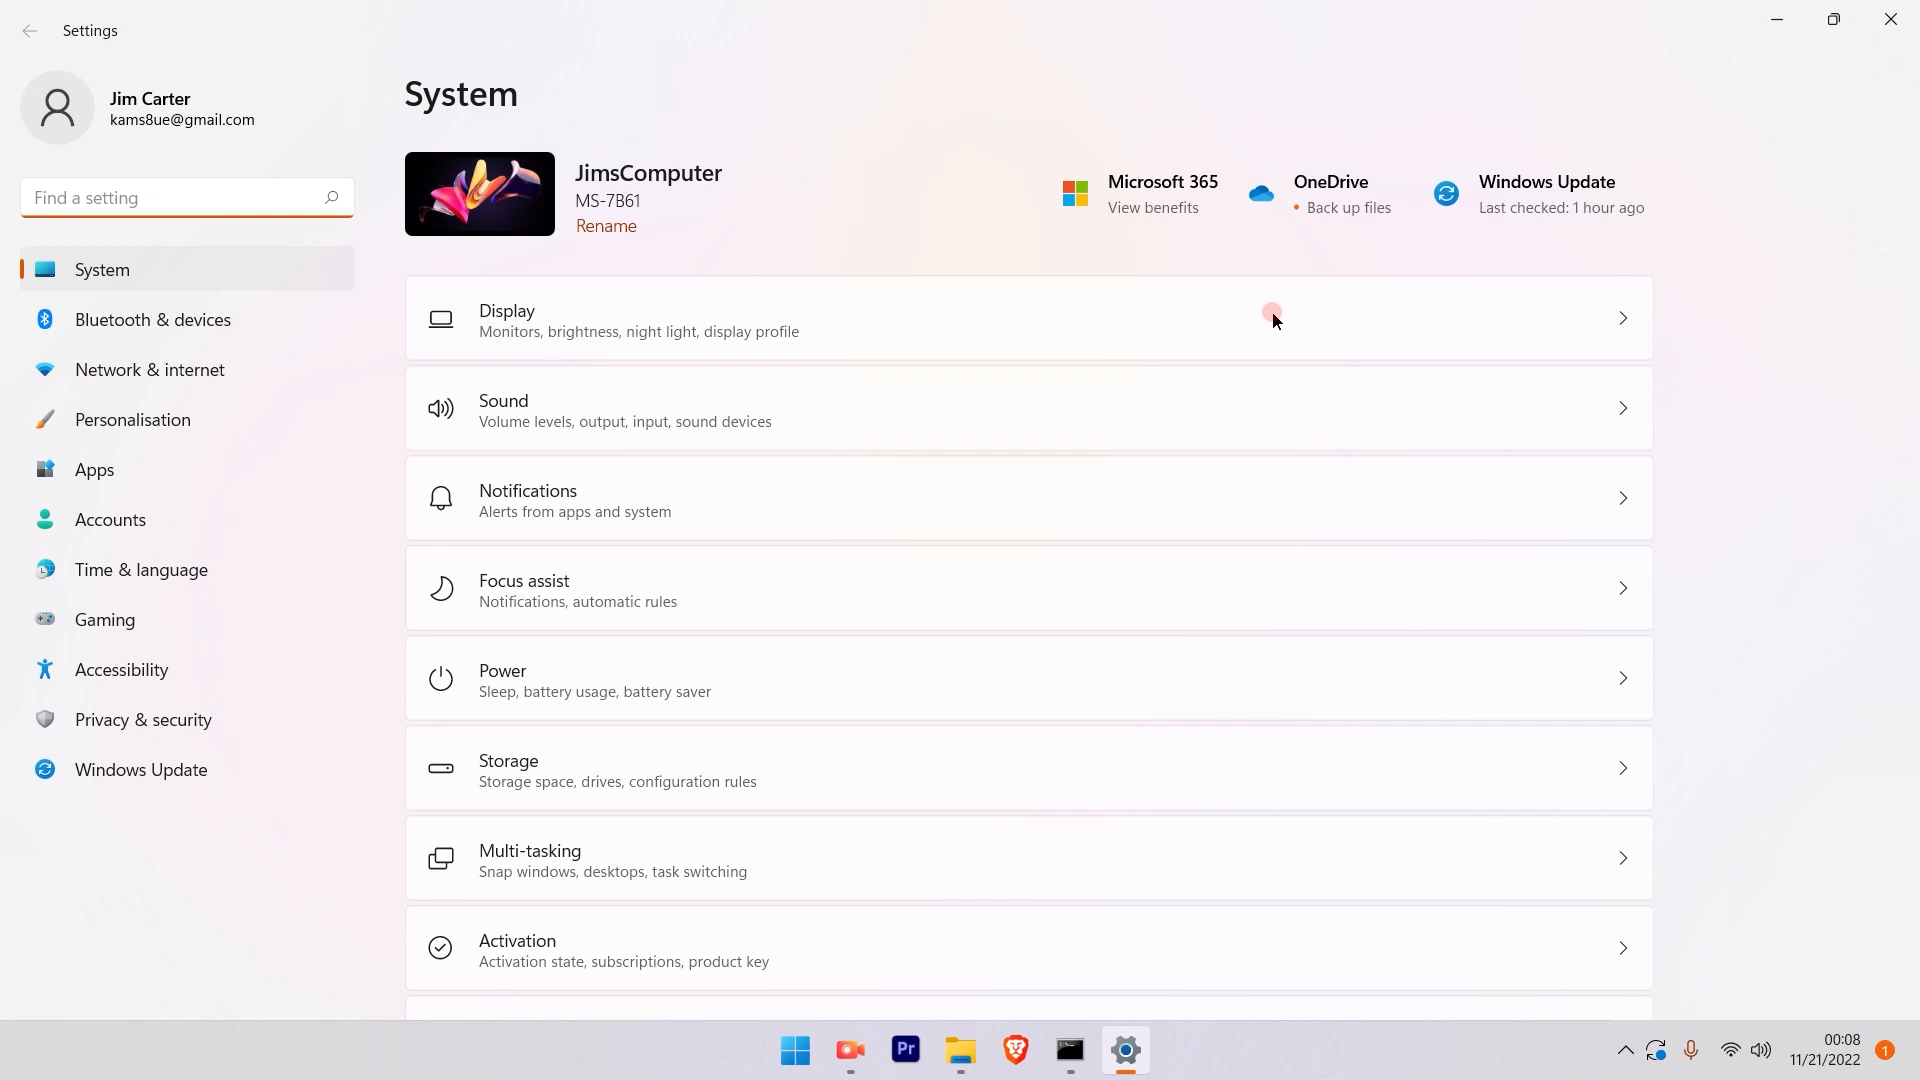 Settings
Jim Carter
kams8ue@gmail.com
Find a setting
System
Bluetooth & devices
Network & internet
Personalisation
Apps
Accounts
Time & language
Gaming
Accessibility
Privacy & security
Windows Update
System
JimsComputer
MS-7B61
Rename
Microsoft 365
View benefits
OneDrive
• Back up files
Windows Update
Last checked: 1 hour ago
Display
Monitors, brightness, night light, display profile
Sound
Volume levels, output, input, sound devices
Notifications
Alerts from apps and system
Focus assist
Notifications, automatic rules
Power
Sleep, battery usage, battery saver
Storage
Storage space, drives, configuration rules
Multi-tasking
Snap windows, desktops, task switching
Activation
Activation state, subscriptions, product key
Pr
00:08
11/21/2022
1